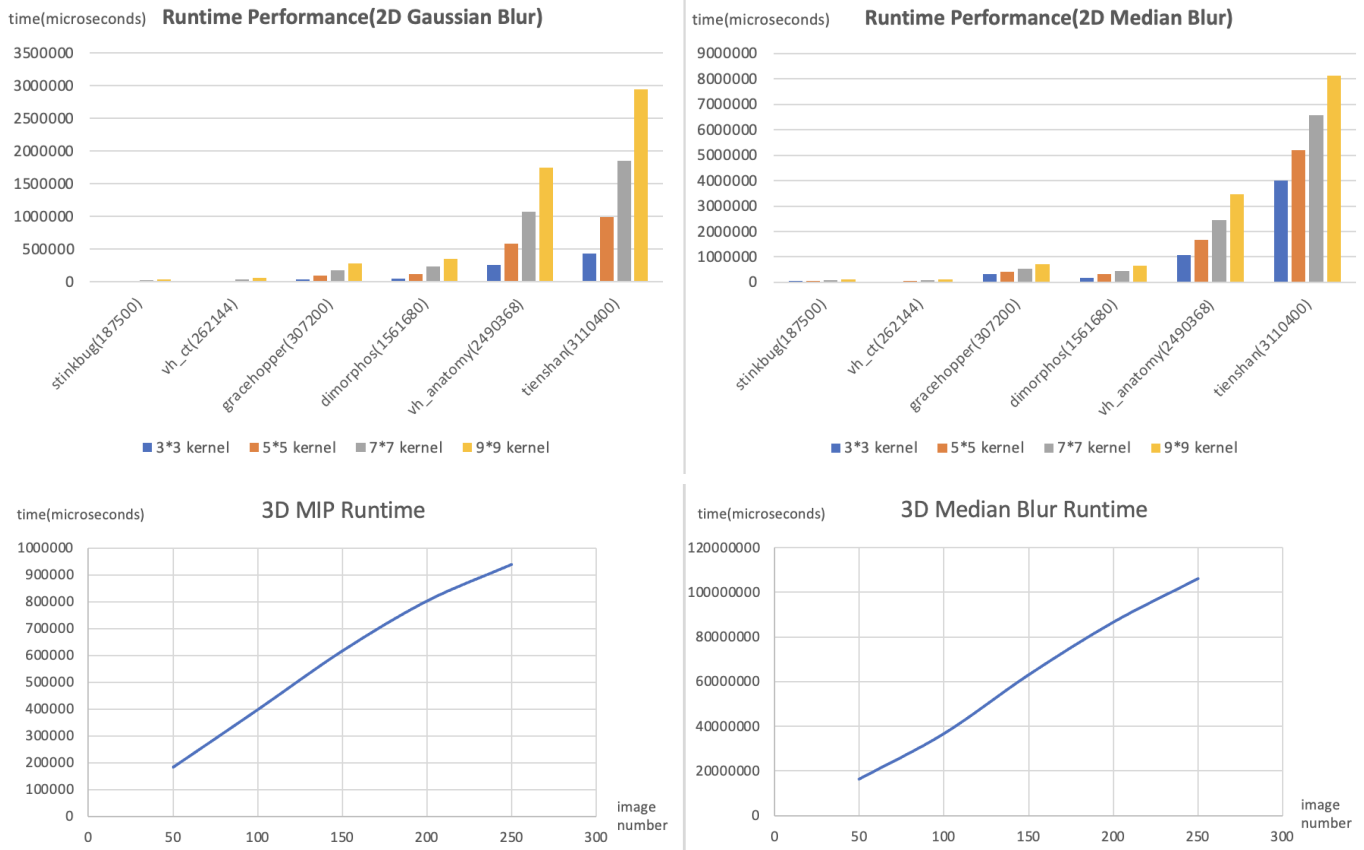 time(microseconds)
Runtime Performance(2D Gaussian Blur)
3500000
3000000
2500000
2000000
1500000
1000000
500000
0
stinkbug(187500)
vh_ct(262144)
gracehopper(307200)
dimorphos(1561680)
vh_anatomy(2490368)
tienshan(3110400)
3*3 kernel 5*5 kernel 7*7 kernel 9*9 kernel
time(microseconds)
Runtime Performance(2D Median Blur)
9000000
8000000
7000000
6000000
5000000
4000000
3000000
2000000
1000000
0
stinkbug(187500)
vh_ct(262144)
gracehopper(307200)
dimorphos(1561680)
vh_anatomy(2490368)
tienshan(3110400)
3*3 kernel 5*5 kernel 7*7 kernel 9*9 kernel
time(microseconds)
3D MIP Runtime
1000000
900000
800000
700000
600000
500000
400000
300000
200000
100000
0
0 50 100 150 200 250 300
image
number
time(microseconds)
3D Median Blur Runtime
120000000
100000000
80000000
60000000
40000000
20000000
0
0 50 100 150 200 250 300
image
number